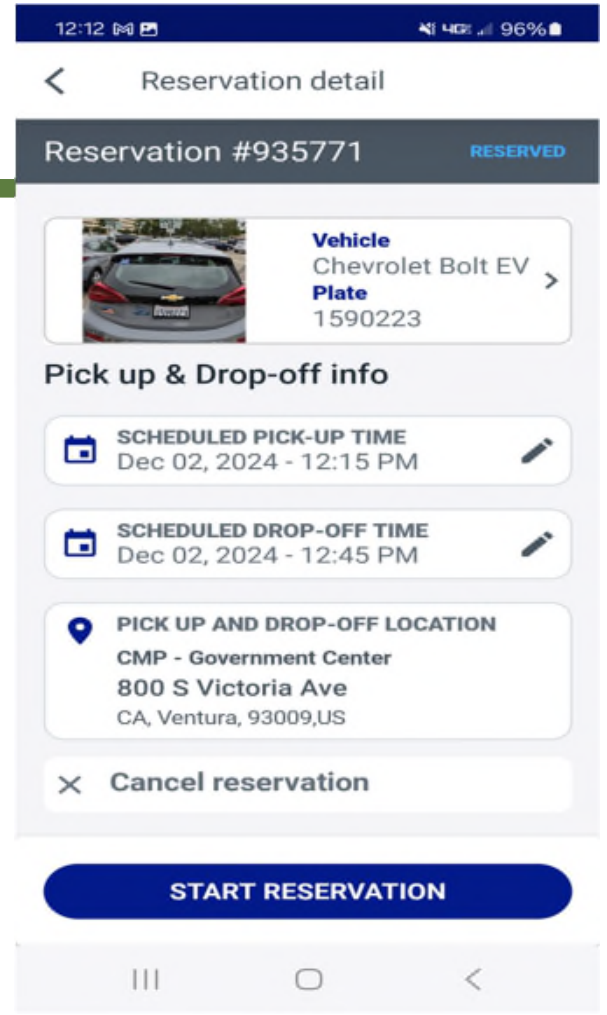 12:12 96%
Reservation detail
Reservation #935771 RESERVED
Vehicle
Chevrolet Bolt EV
Plate
1590223
Pick up & Drop-off info
SCHEDULED PICK-UP TIME
Dec 02, 2024 - 12:15 PM
SCHEDULED DROP-OFF TIME
Dec 02, 2024 - 12:45 PM
PICK UP AND DROP-OFF LOCATION
CMP - Government Center
800 S Victoria Ave
CA, Ventura, 93009,US
Cancel reservation
START RESERVATION